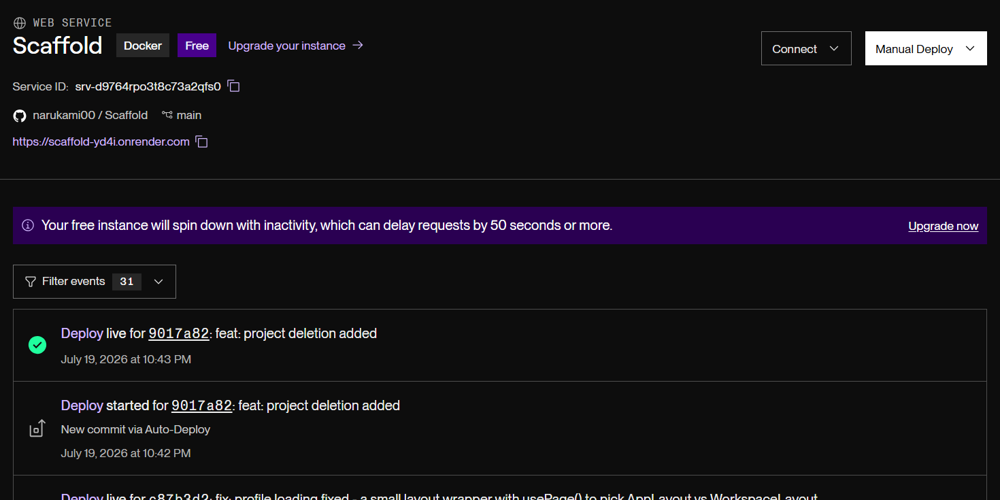 WEB SERVICE
Scaffold Docker Free Upgrade your instance →
Connect Manual Deploy
Service ID: srv-d9764rpo3t8c73a2qfs0
narukami00 / Scaffold main
https://scaffold-yd4i.onrender.com
Your free instance will spin down with inactivity, which can delay requests by 50 seconds or more. Upgrade now
Filter events 31
Deploy live for 9017a82: feat: project deletion added
July 19, 2026 at 10:43 PM
Deploy started for 9017a82: feat: project deletion added
New commit via Auto-Deploy
July 19, 2026 at 10:42 PM
Deploy live for c87b3d2: fix: profile loading fixed - a small layout wrapper with usePage() to pick AppLayout vs WorkspaceLayout